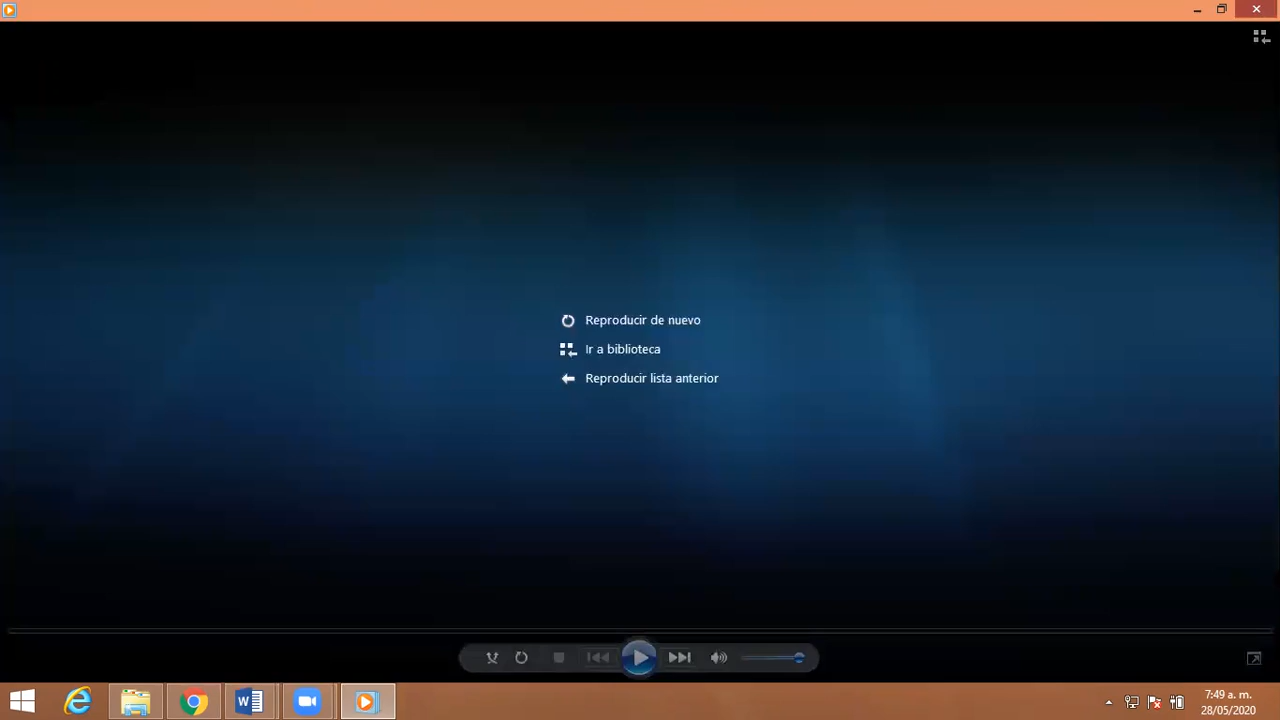 Reproducir de nuevo
Ir a biblioteca
Reproducir lista anterior
7:49 a. m.
28/05/2020